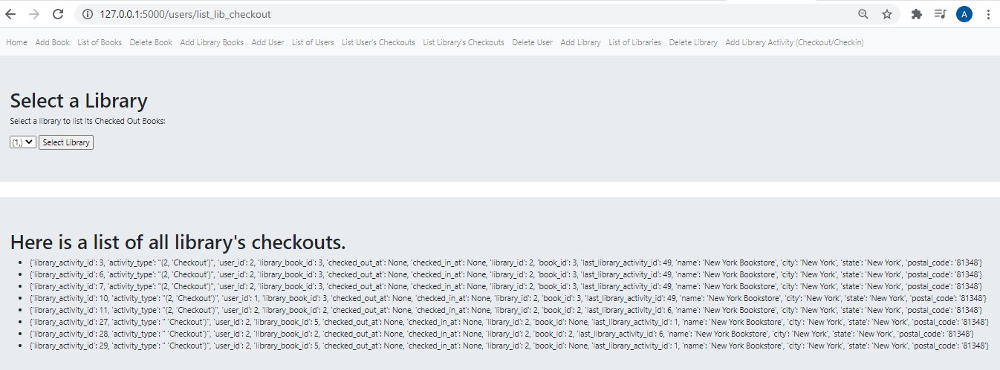 127.0.0.1:5000/users/list_lib_checkout
A
Home Add Book List of Books Delete Book Add Library Books Add User List of Users List User's Checkouts List Library's Checkouts Delete User Add Library List of Libraries Delete Library Add Library Activity (Checkout/Checkin)
Select a Library
Select a library to list its Checked Out Books:
(1,) Select Library
Here is a list of all library's checkouts.
• {'library_activity_id': 3, 'activity_type': "(2, 'Checkout')", 'user_id': 2, 'library_book_id': 3, 'checked_out_at': None, 'checked_in_at': None, 'library_id': 2, 'book_id': 3, 'last_library_activity_id': 49, 'name': 'New York Bookstore', 'city': 'New York', 'state': 'New York', 'postal_code': '81348'}
• {'library_activity_id': 6, 'activity_type': "(2, 'Checkout')", 'user_id': 2, 'library_book_id': 3, 'checked_out_at': None, 'checked_in_at': None, 'library_id': 2, 'book_id': 3, 'last_library_activity_id': 49, 'name': 'New York Bookstore', 'city': 'New York', 'state': 'New York', 'postal_code': '81348'}
• {'library_activity_id': 7, 'activity_type': "(2, 'Checkout')", 'user_id': 2, 'library_book_id': 3, 'checked_out_at': None, 'checked_in_at': None, 'library_id': 2, 'book_id': 3, 'last_library_activity_id': 49, 'name': 'New York Bookstore', 'city': 'New York', 'state': 'New York', 'postal_code': '81348'}
• {'library_activity_id': 10, 'activity_type': "(2, 'Checkout')", 'user_id': 1, 'library_book_id': 3, 'checked_out_at': None, 'checked_in_at': None, 'library_id': 2, 'book_id': 3, 'last_library_activity_id': 49, 'name': 'New York Bookstore', 'city': 'New York', 'state': 'New York', 'postal_code': '81348'}
• {'library_activity_id': 11, 'activity_type': "(2, 'Checkout')", 'user_id': 2, 'library_book_id': 2, 'checked_out_at': None, 'checked_in_at': None, 'library_id': 2, 'book_id': 2, 'last_library_activity_id': 6, 'name': 'New York Bookstore', 'city': 'New York', 'state': 'New York', 'postal_code': '81348'}
• {'library_activity_id': 27, 'activity_type': " 'Checkout')", 'user_id': 2, 'library_book_id': 5, 'checked_out_at': None, 'checked_in_at': None, 'library_id': 2, 'book_id': None, 'last_library_activity_id': 1, 'name': 'New York Bookstore', 'city': 'New York', 'state': 'New York', 'postal_code': '81348'}
• {'library_activity_id': 28, 'activity_type': " 'Checkout')", 'user_id': 2, 'library_book_id': 2, 'checked_out_at': None, 'checked_in_at': None, 'library_id': 2, 'book_id': 2, 'last_library_activity_id': 6, 'name': 'New York Bookstore', 'city': 'New York', 'state': 'New York', 'postal_code': '81348'}
• {'library_activity_id': 29, 'activity_type': " 'Checkout')", 'user_id': 2, 'library_book_id': 5, 'checked_out_at': None, 'checked_in_at': None, 'library_id': 2, 'book_id': None, 'last_library_activity_id': 1, 'name': 'New York Bookstore', 'city': 'New York', 'state': 'New York', 'postal_code': '81348'}